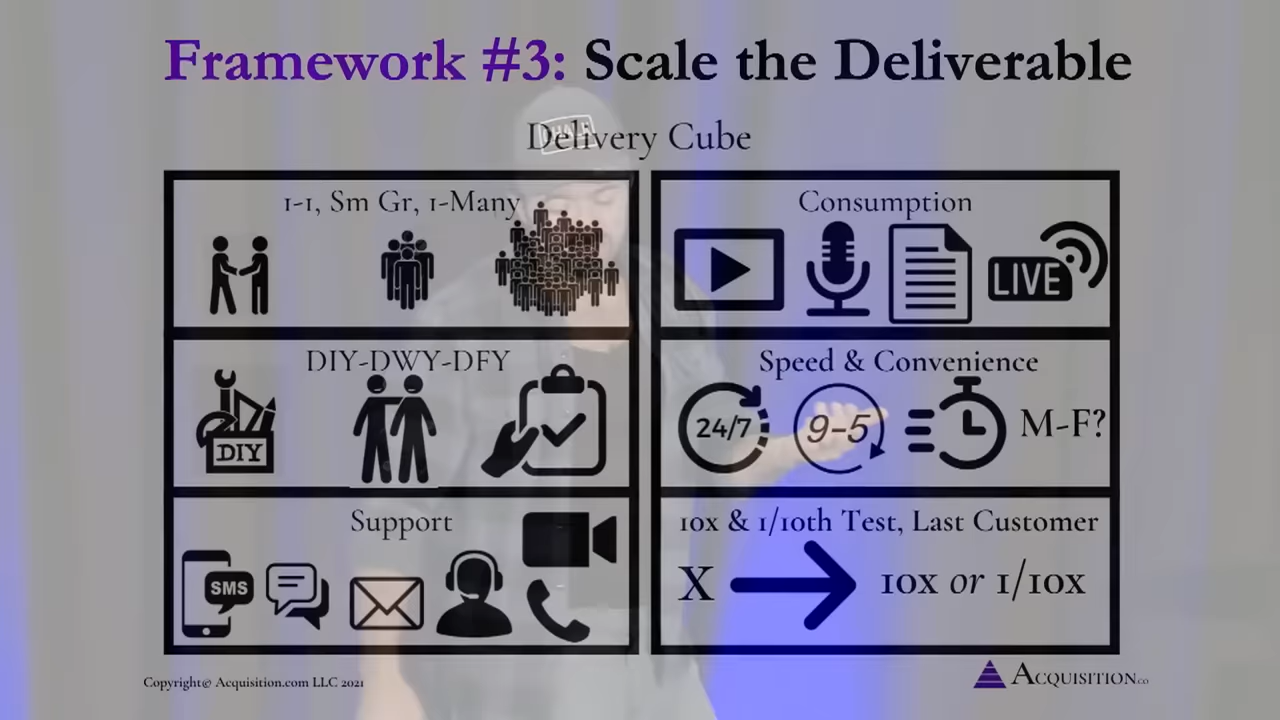 Framework #3: Scale the Deliverable
Delivery Cube
1-1, Sm Gr, 1-Many
Consumption
LIVE
DIY-DWY-DFY
DIY
Speed & Convenience
24/7
9-5
M-F?
Support
SMS
10x & 1/10th Test, Last Customer
X
10x or 1/10x
Copyright@ Acquisition.com LLC 2021
ACQUISITION.CO